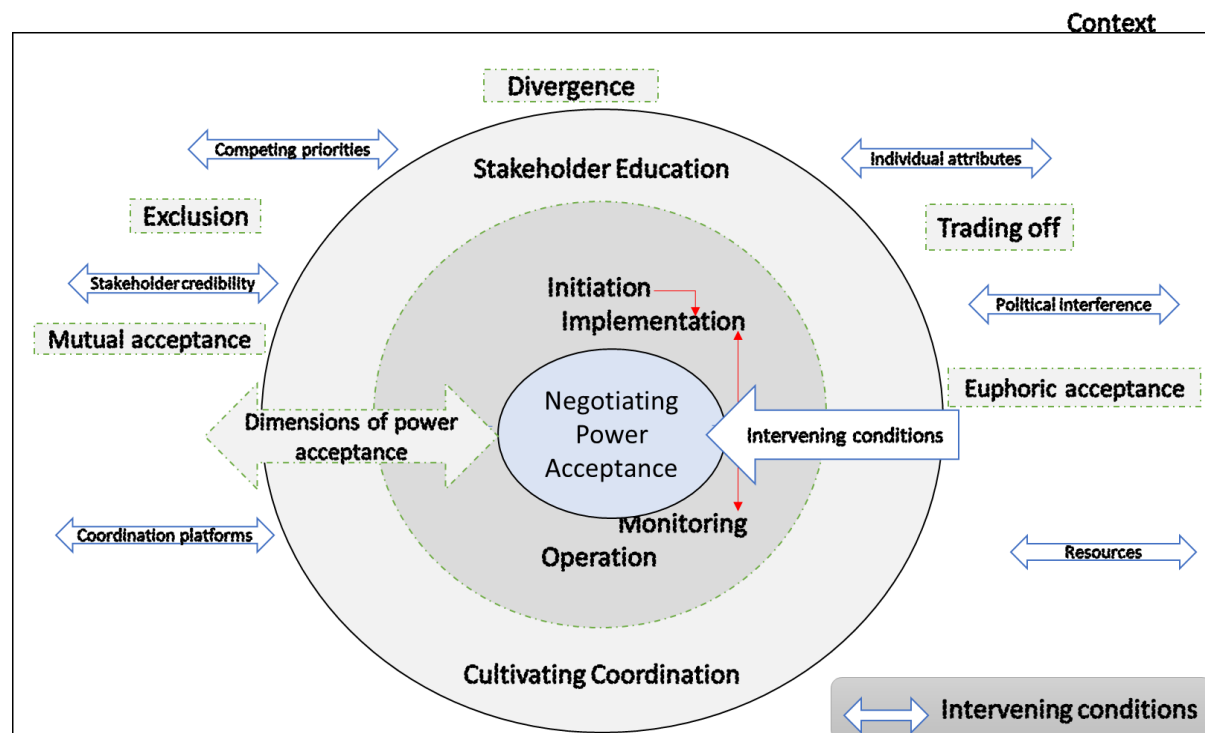 Context
Divergence
Competing priorities
Individual attributes
Stakeholder Education
Exclusion
Trading off
Stakeholder credibility
Initiation
Political interference
Implementation
Mutual acceptance
Euphoric acceptance
Negotiating
Power
Acceptance
Dimensions of power
acceptance
Intervening conditions
Monitoring
Coordination platforms
Operation
Resources
Cultivating Coordination
Intervening conditions